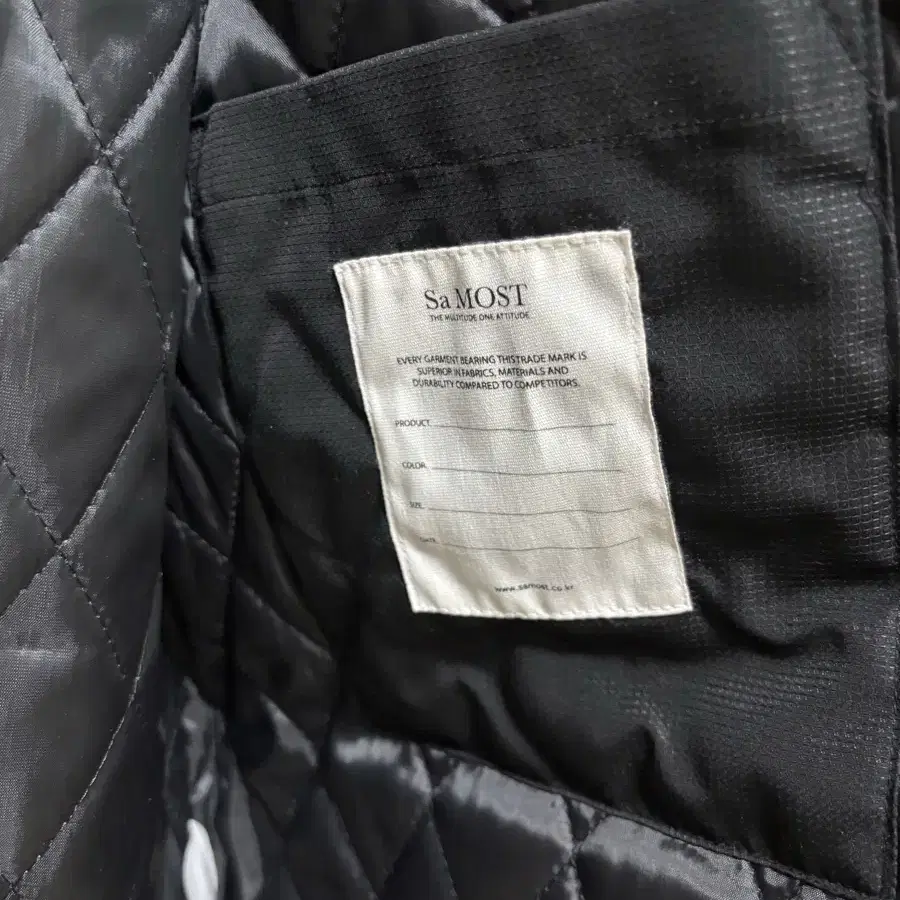 Sa MOST
THE MULTITUDE ONE ATTITUDE
EVERY GARMENT BEARING THISTRADE MARK IS
SUPERIOR IN FABRICS, MATERIALS AND
DURABILITY COMPARED TO COMPETITORS.
PRODUCT
COLOR
SIZE
DATE
www.samost.co.kr